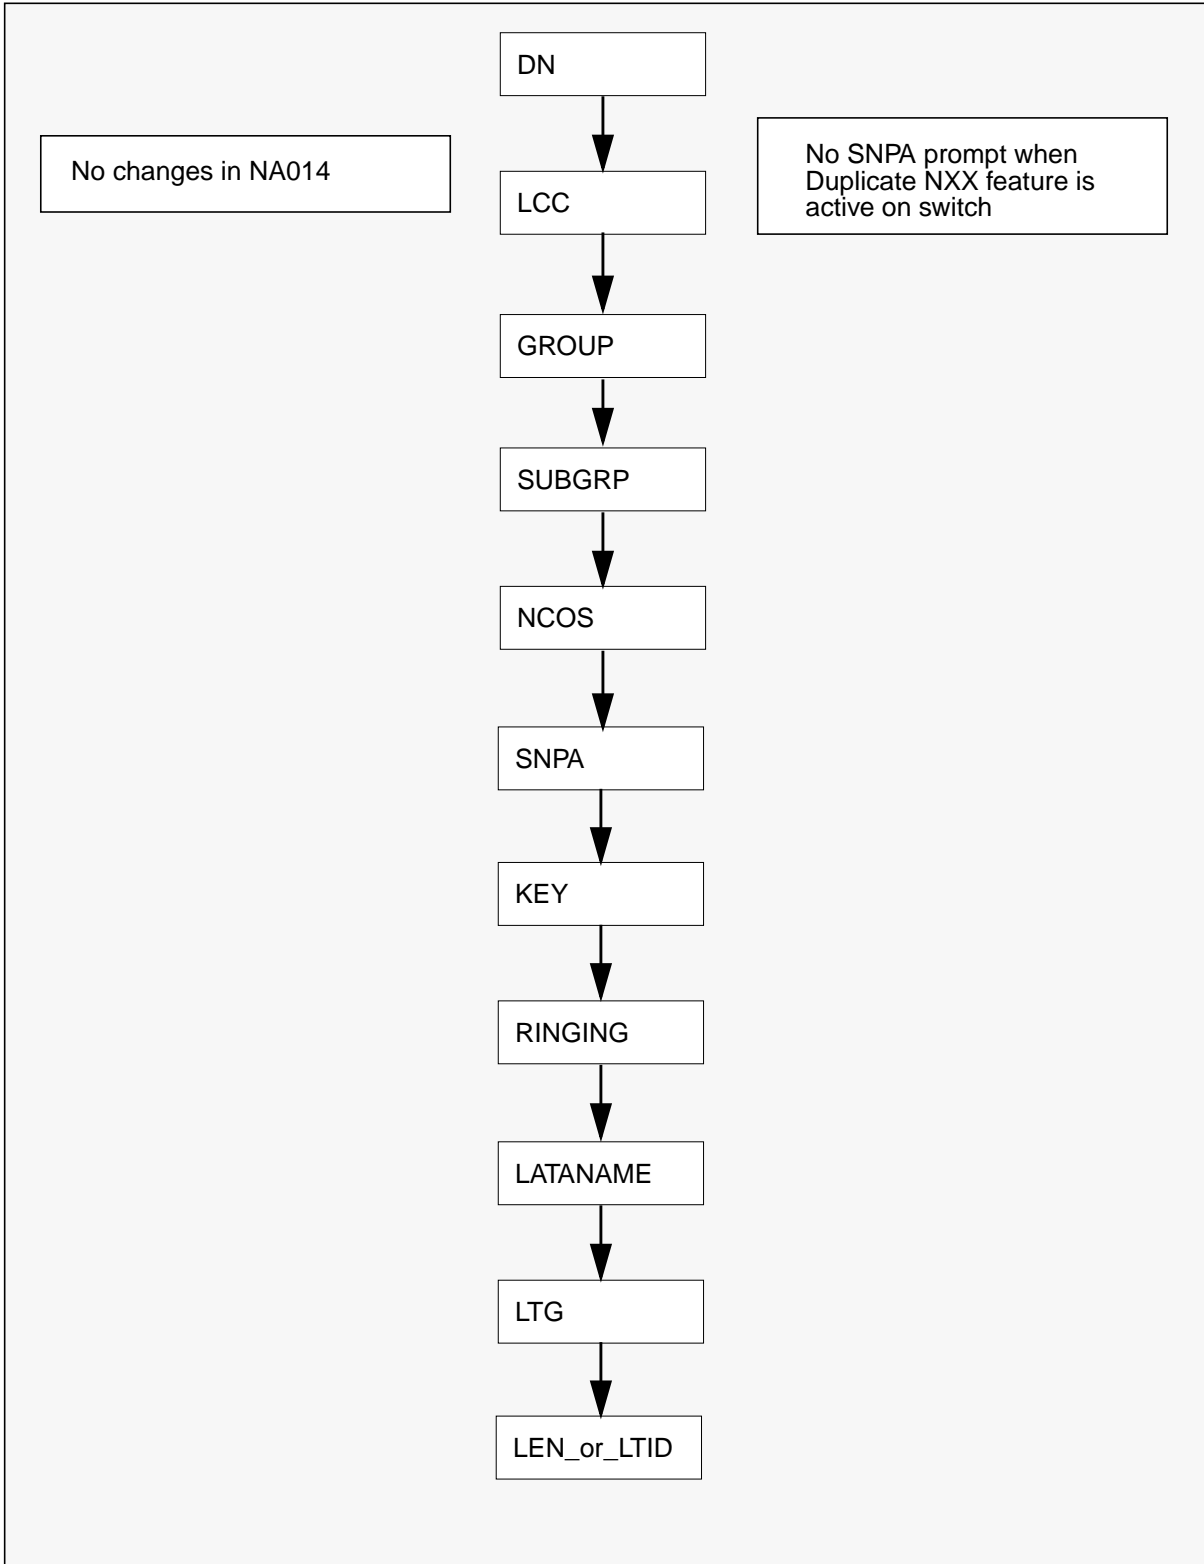 DN
No changes in NA014
No SNPA prompt when
Duplicate NXX feature is
active on switch
LCC
GROUP
SUBGRP
NCOS
SNPA
KEY
RINGING
LATANAME
LTG
LEN_or_LTID